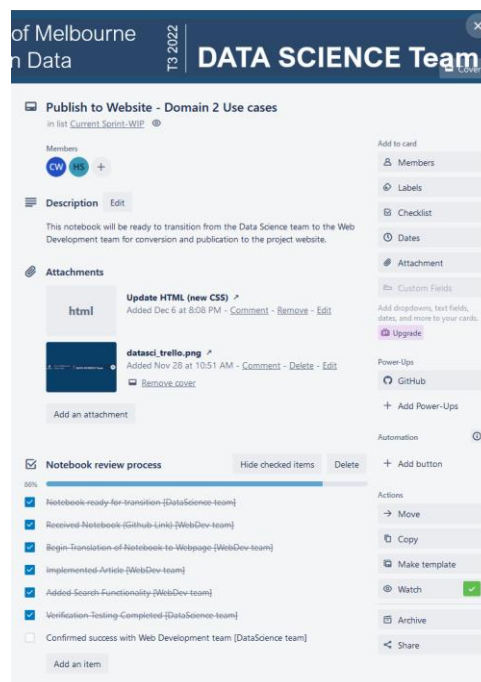 of Melbourne
n Data
T3 2022
DATA SCIENCE Team
Cover
Publish to Website - Domain 2 Use cases
in list Current Sprint-WIP
Members
CW HS +
Description Edit
This notebook will be ready to transition from the Data Science team to the Web
Development team for conversion and publication to the project website.
Attachments
html
Update HTML (new CSS) ↗
Added Dec 6 at 8:08 PM - Comment - Remove - Edit
datasci_trello.png ↗
Added Nov 28 at 10:51 AM - Comment - Delete - Edit
Remove cover
Add an attachment
Notebook review process
Hide checked items
Delete
86%
Notebook ready for transition [DataScience team]
Received Notebook (Github Link) [WebDev team]
Begin Translation of Notebook to Webpage [WebDev team]
Implemented Article [WebDev team]
Added Search Functionality [WebDev team]
Verification Testing Completed [DataScience team]
Confirmed success with Web Development team [DataScience team]
Add an item
Add to card
Members
Labels
Checklist
Dates
Attachment
Custom Fields
Add dropdowns, text fields,
dates, and more to your cards.
Upgrade
Power-Ups
GitHub
+ Add Power-Ups
Automation
+ Add button
Actions
→ Move
Copy
Make template
Watch
Archive
Share